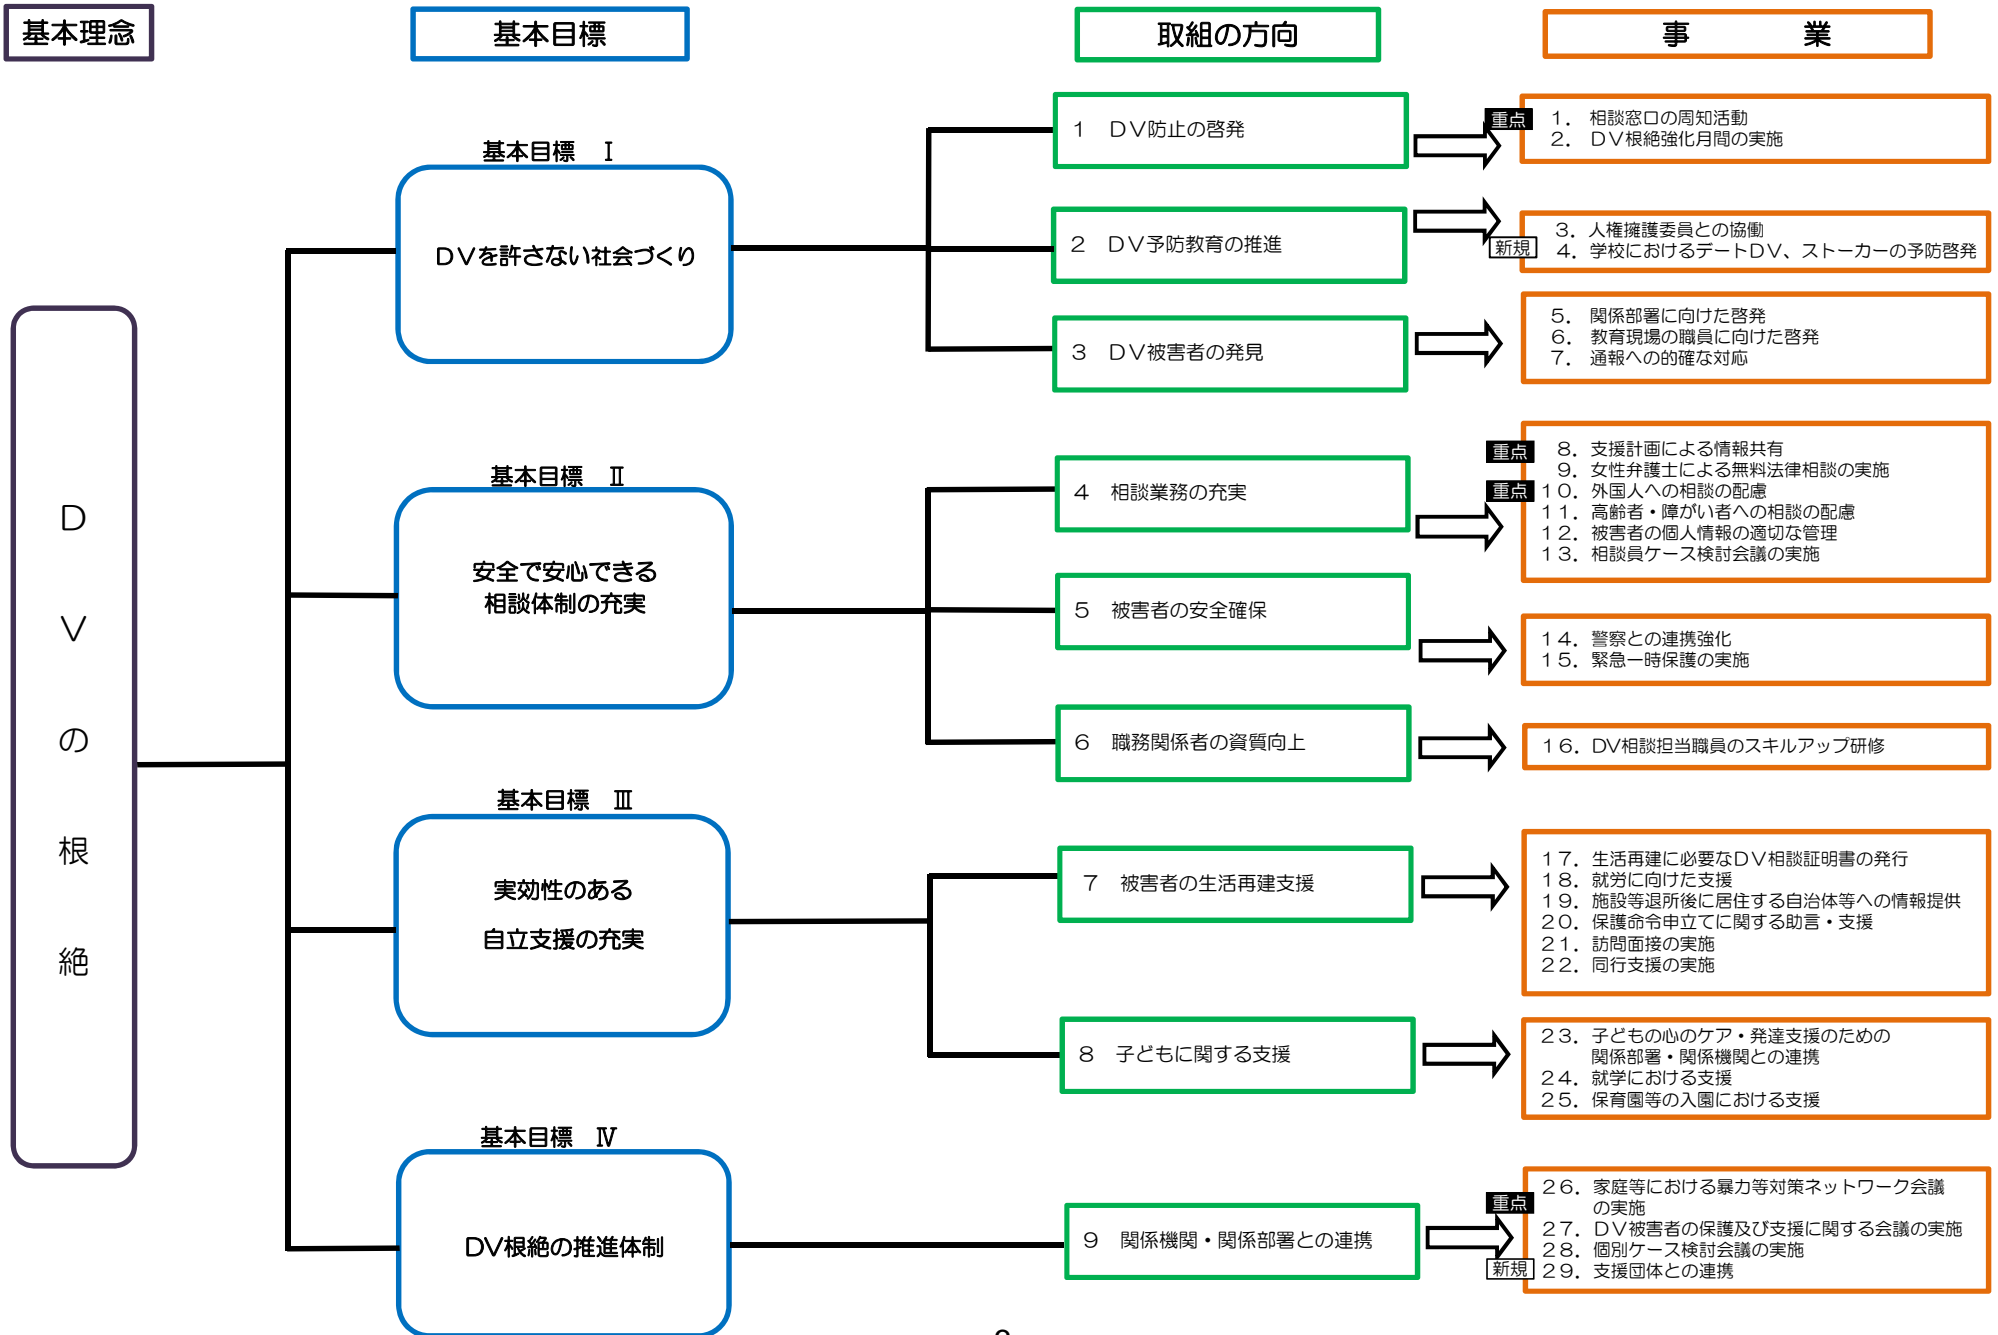 基本理念
基本目標
取組の方向
事　　　業
ＤＶの根絶
基本目標　Ⅰ
ＤＶを許さない社会づくり
１　ＤＶ防止の啓発
重点
１．相談窓口の周知活動
２．ＤＶ根絶強化月間の実施
２　ＤＶ予防教育の推進
３．人権擁護委員との協働
新規
４．学校におけるデートＤＶ、ストーカーの予防啓発
３　ＤＶ被害者の発見
５．関係部署に向けた啓発
６．教育現場の職員に向けた啓発
７．通報への的確な対応
基本目標　Ⅱ
安全で安心できる
相談体制の充実
４　相談業務の充実
重点
８．支援計画による情報共有
９．女性弁護士による無料法律相談の実施
重点
１０．外国人への相談の配慮
１１．高齢者・障がい者への相談の配慮
１２．被害者の個人情報の適切な管理
１３．相談員ケース検討会議の実施
５　被害者の安全確保
１４．警察との連携強化
１５．緊急一時保護の実施
６　職務関係者の資質向上
１６．DV相談担当職員のスキルアップ研修
基本目標　Ⅲ
実効性のある
自立支援の充実
７　被害者の生活再建支援
１７．生活再建に必要なＤＶ相談証明書の発行
１８．就労に向けた支援
１９．施設等退所後に居住する自治体等への情報提供
２０．保護命令申立てに関する助言・支援
２１．訪問面接の実施
２２．同行支援の実施
８　子どもに関する支援
２３．子どもの心のケア・発達支援のための
関係部署・関係機関との連携
２４．就学における支援
２５．保育園等の入園における支援
基本目標　Ⅳ
DV根絶の推進体制
９　関係機関・関係部署との連携
重点
２６．家庭等における暴力等対策ネットワーク会議
の実施
２７．ＤＶ被害者の保護及び支援に関する会議の実施
２８．個別ケース検討会議の実施
新規
２９．支援団体との連携